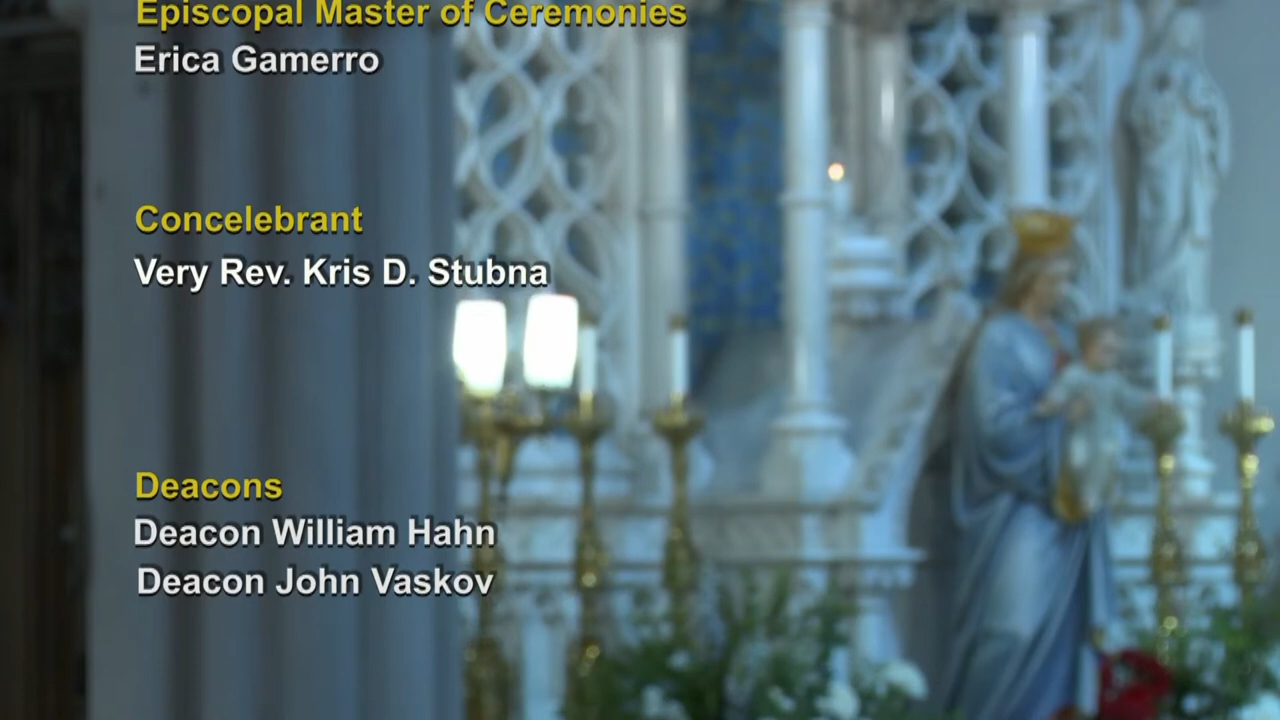 Episcopal Master of Ceremonies
Erica Gamerro
Concelebrant
Very Rev. Kris D. Stubna
Deacons
Deacon William Hahn
Deacon John Vaskov